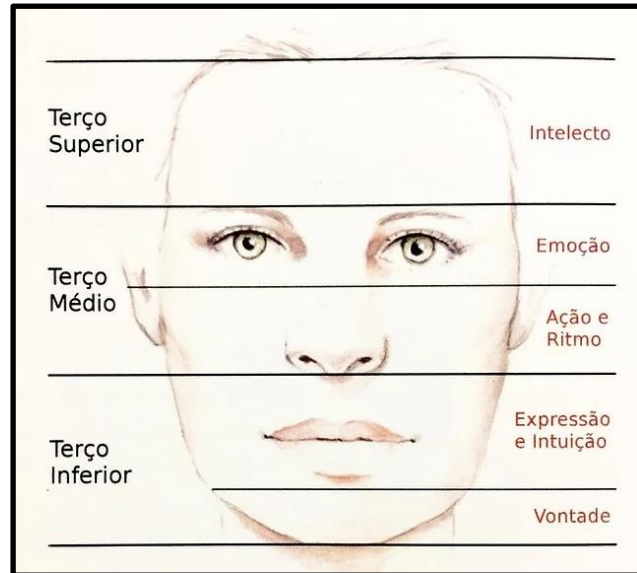 Terço
Superior
Intelecto
Emoção
Terço
Médio
Ação e
Ritmo
Expressão
e Intuição
Terço
Inferior
Vontade